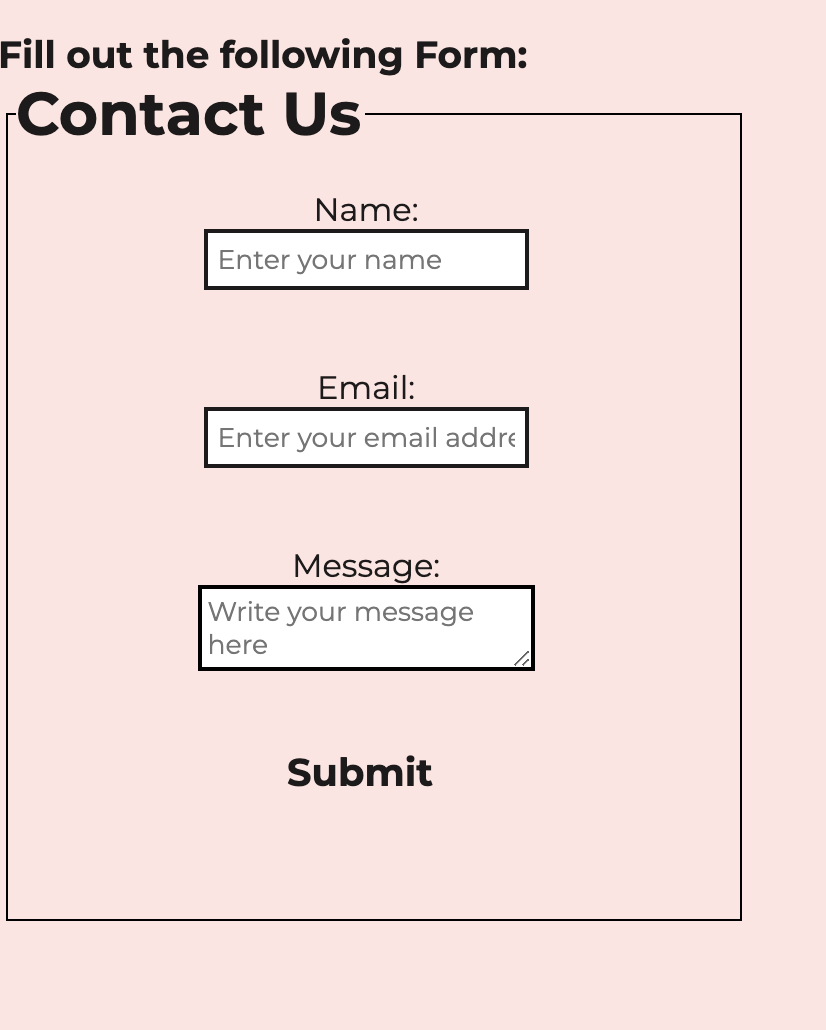 Fill out the following Form:
Contact Us
Name:
Enter your name
Email:
Enter your email addre
Message:
Write your message
here
Submit